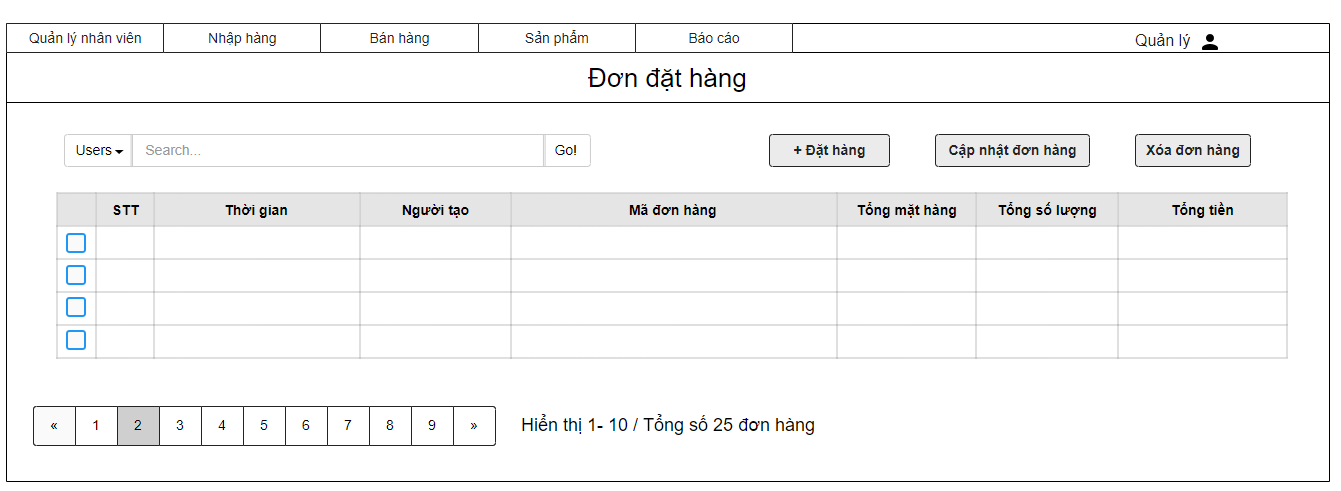 Quản lý nhân viên Nhập hàng Bán hàng Sản phẩm Báo cáo Quản lý
Đơn đặt hàng
Users Search... Go! + Đặt hàng Cập nhật đơn hàng Xóa đơn hàng
STT Thời gian Người tạo Mã đơn hàng Tổng mặt hàng Tổng số lượng Tổng tiền
« 1 2 3 4 5 6 7 8 9 » Hiển thị 1- 10 / Tổng số 25 đơn hàng